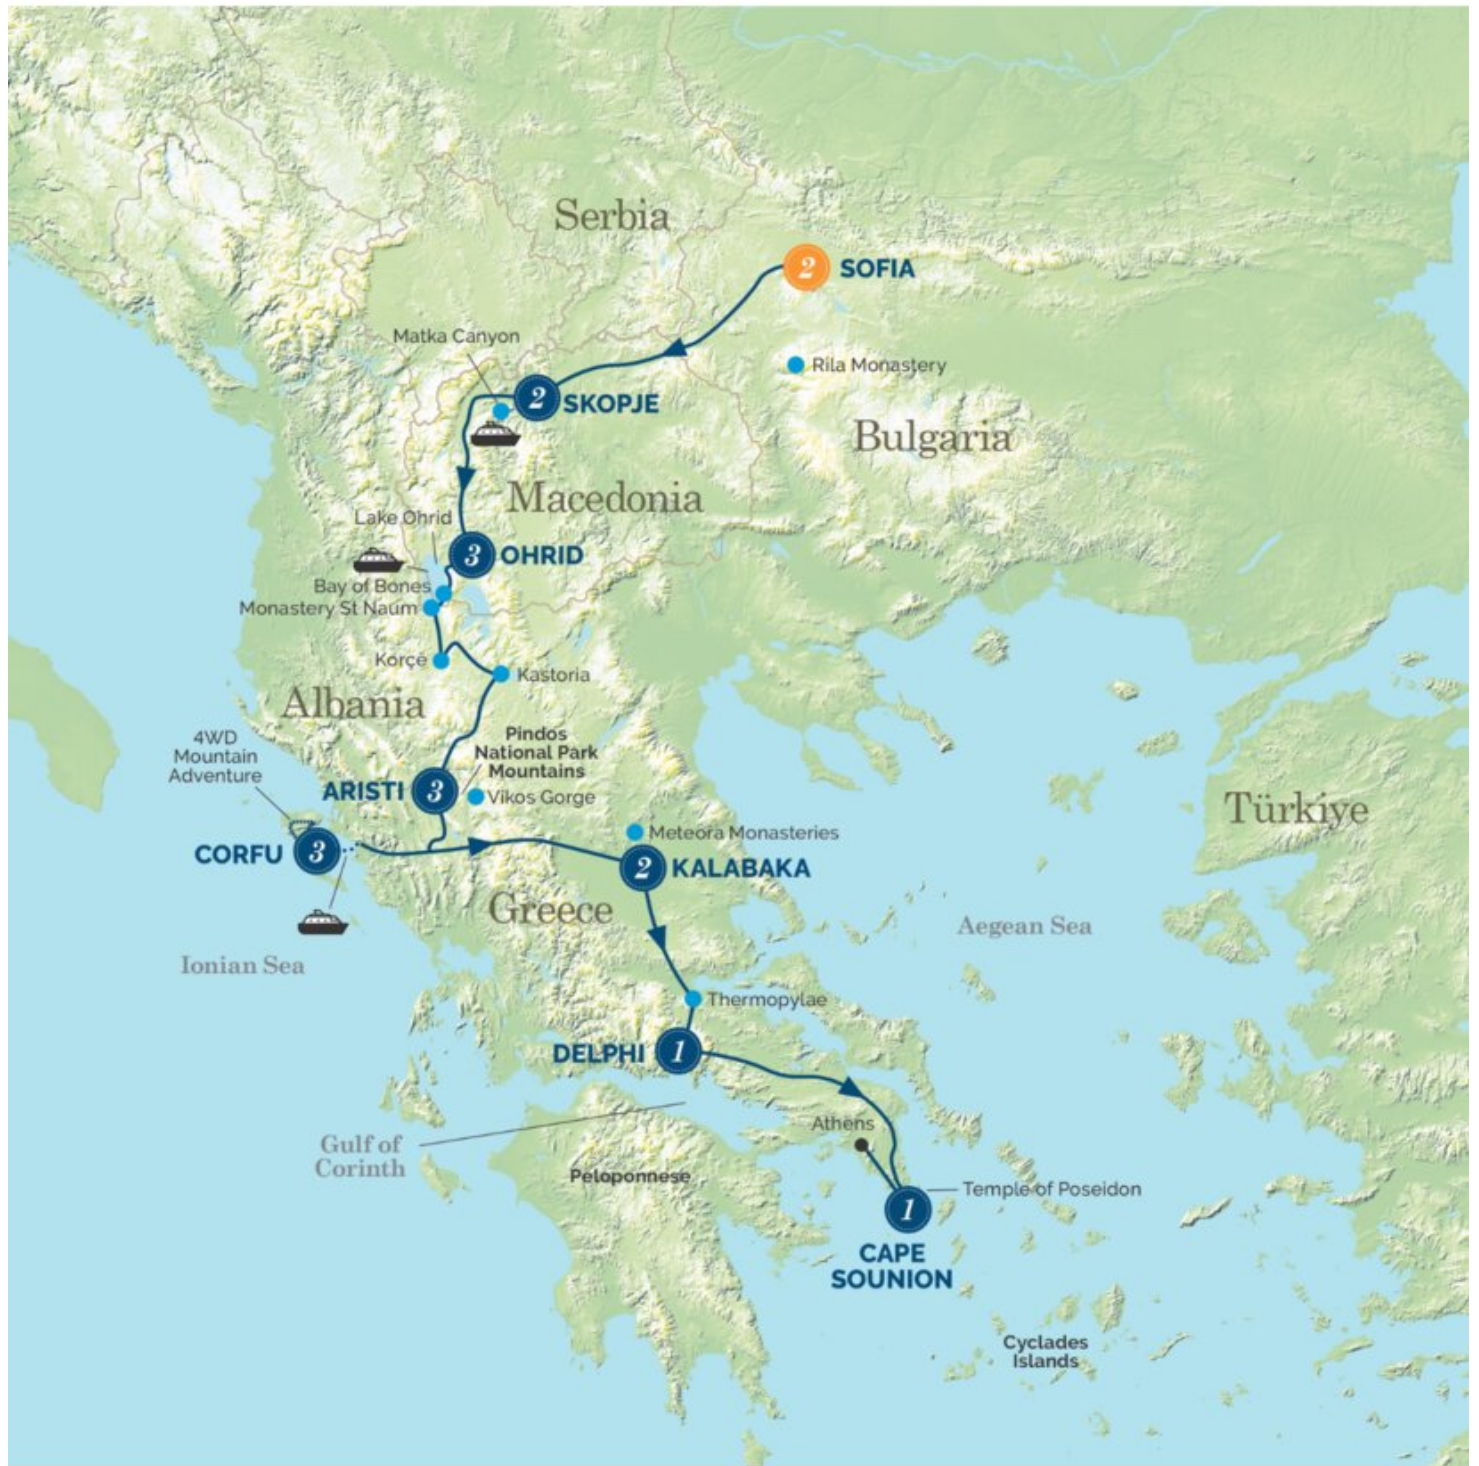 Serbia
2
SOFIA
Matka Canyon
Rila Monastery
2
SKOPJE
Bulgaria
Macedonia
Lake Ohrid
3
OHRID
Bay of Bones
Monastery St Naum
Korçë
Kastoria
Albania
4WD
Mountain
Adventure
Pindos
National Park
Mountains
ARISTI
3
Vikos Gorge
Türkiye
CORFU
3
Meteora Monasteries
2
KALABAKA
Greece
Aegean Sea
Ionian Sea
Thermopylae
DELPHI
1
Athens
Gulf of
Corinth
Peloponnese
Temple of Poseidon
1
CAPE
SOUNION
Cyclades
Islands